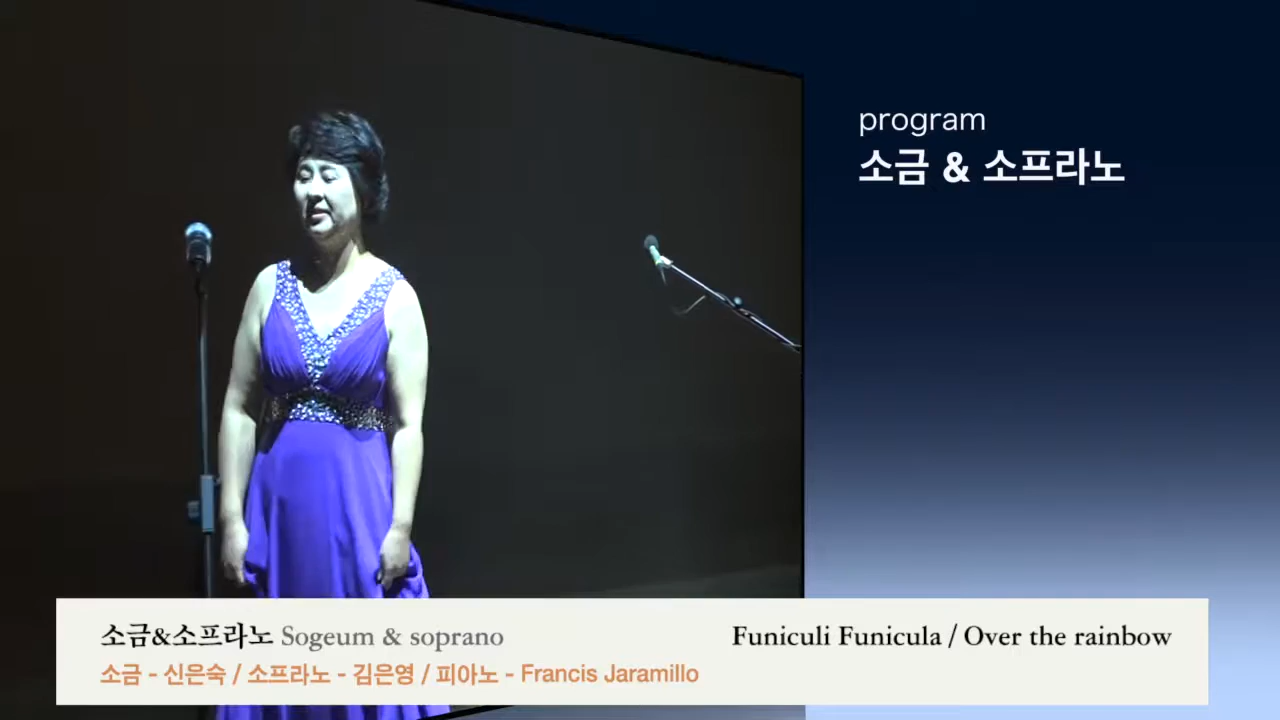 program
소금 & 소프라노
소금&소프라노 Sogeum & soprano
Funiculi Funicula / Over the rainbow
소금 - 신은숙 / 소프라노 - 김은영 / 피아노 - Francis Jaramillo